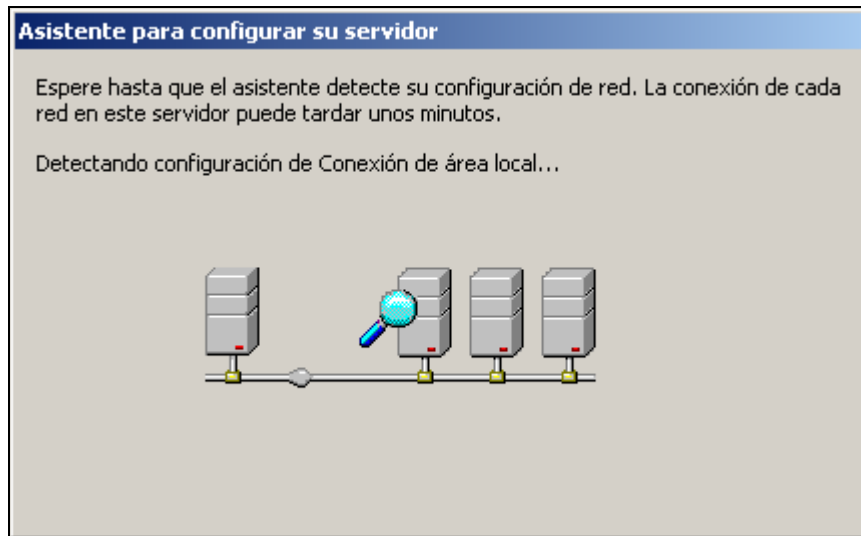 Asistente para configurar su servidor
Espere hasta que el asistente detecte su configuración de red. La conexión de cada
red en este servidor puede tardar unos minutos.
Detectando configuración de Conexión de área local...